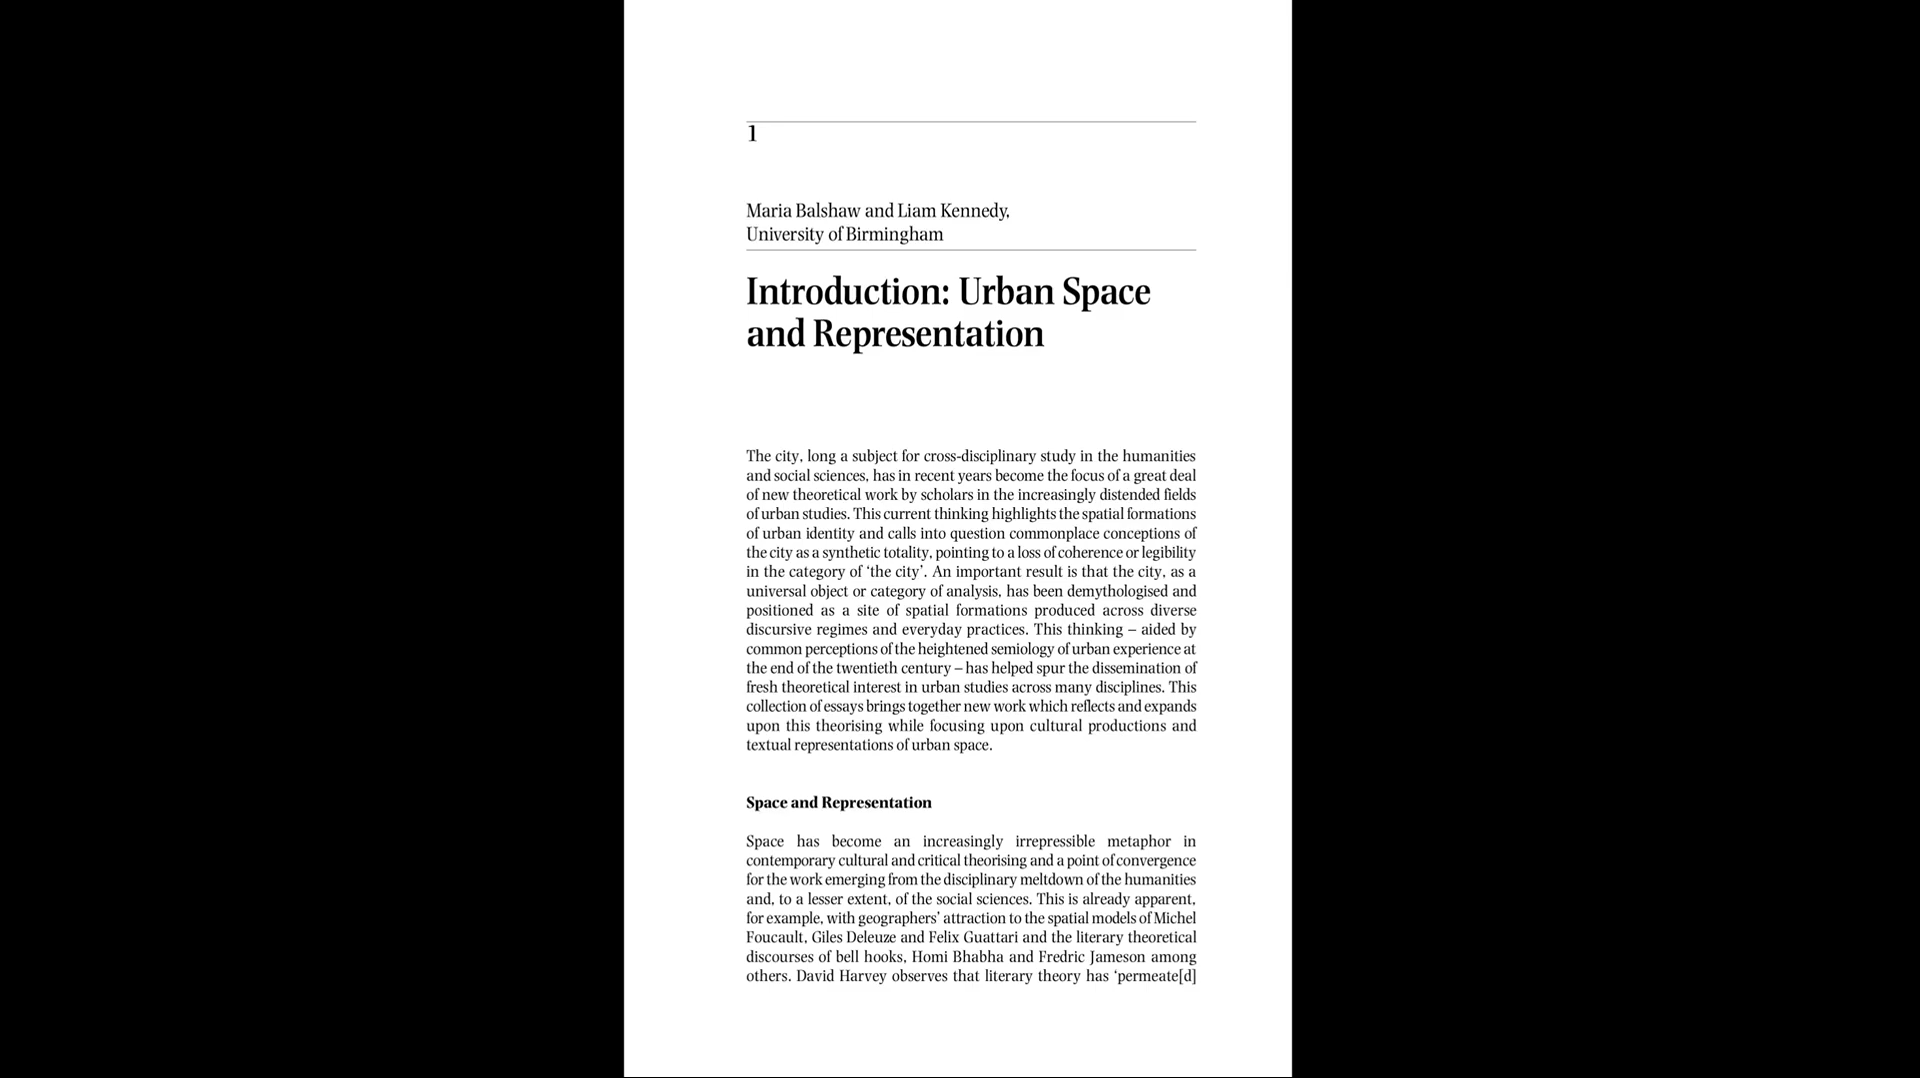 1
Maria Balshaw and Liam Kennedy,
University of Birmingham
Introduction: Urban Space
and Representation
The city, long a subject for cross-disciplinary study in the humanities
and social sciences, has in recent years become the focus of a great deal
of new theoretical work by scholars in the increasingly distended fields
of urban studies. This current thinking highlights the spatial formations
of urban identity and calls into question commonplace conceptions of
the city as a synthetic totality, pointing to a loss of coherence or legibility
in the category of ‘the city’. An important result is that the city, as a
universal object or category of analysis, has been demythologised and
positioned as a site of spatial formations produced across diverse
discursive regimes and everyday practices. This thinking – aided by
common perceptions of the heightened semiology of urban experience at
the end of the twentieth century – has helped spur the dissemination of
fresh theoretical interest in urban studies across many disciplines. This
collection of essays brings together new work which reflects and expands
upon this theorising while focusing upon cultural productions and
textual representations of urban space.
Space and Representation
Space has become an increasingly irrepressible metaphor in
contemporary cultural and critical theorising and a point of convergence
for the work emerging from the disciplinary meltdown of the humanities
and, to a lesser extent, of the social sciences. This is already apparent,
for example, with geographers’ attraction to the spatial models of Michel
Foucault, Giles Deleuze and Felix Guattari and the literary theoretical
discourses of bell hooks, Homi Bhabha and Fredric Jameson among
others. David Harvey observes that literary theory has ‘permeate[d]